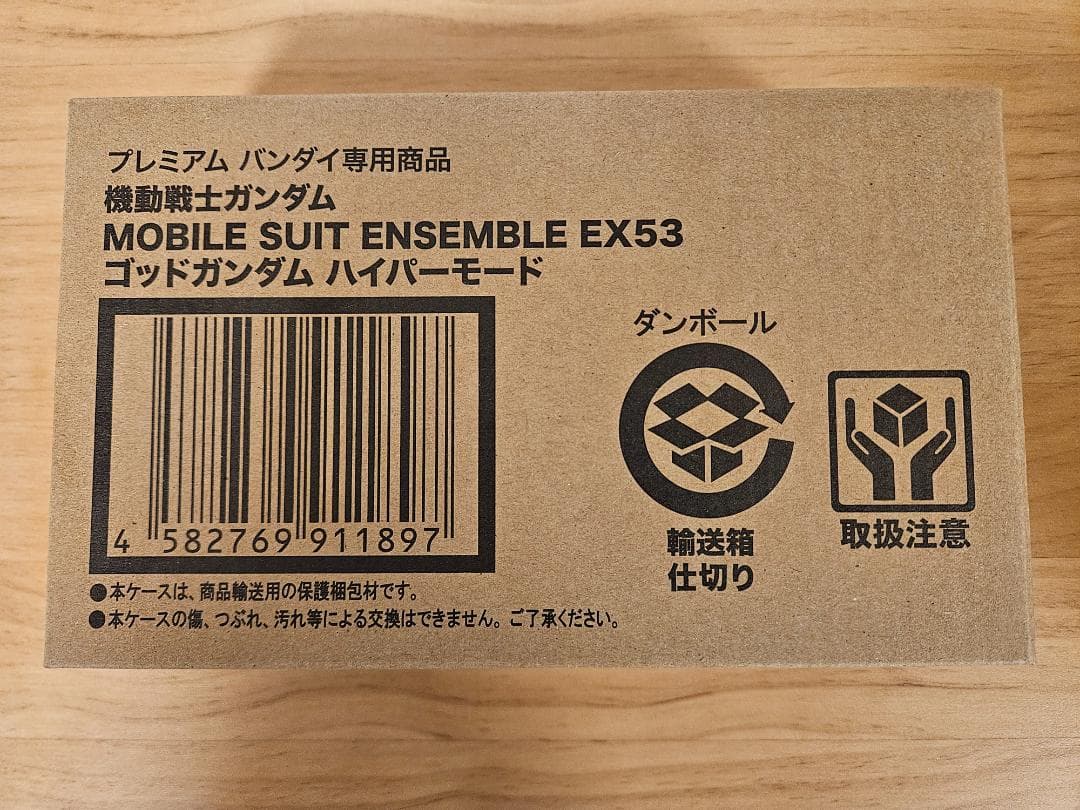 プレミアム バンダイ専用商品
機動戦士ガンダム
MOBILE SUIT ENSEMBLE EX53
ゴッドガンダム ハイパーモード
4 582769 911897
ダンボール
輸送箱
仕切り
取扱注意
●本ケースは、商品輸送用の保護梱包材です。
●本ケースの傷、つぶれ、汚れ等による交換はできません。ご了承ください。